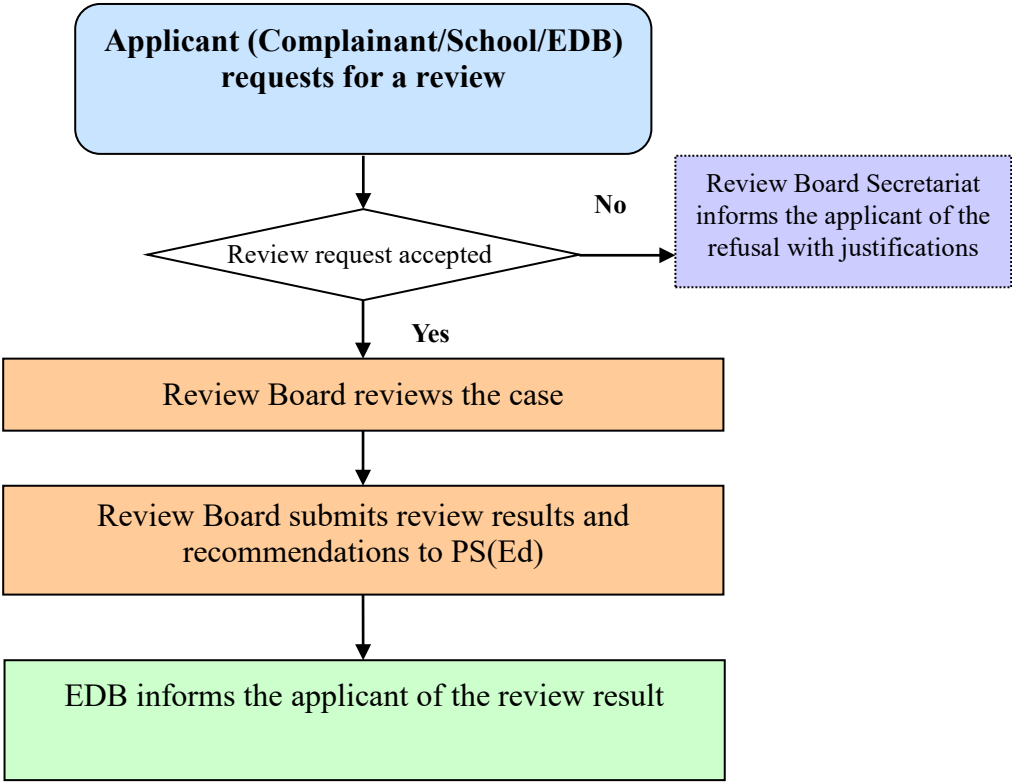 Applicant (Complainant/School/EDB)
requests for a review
No
Review Board Secretariat
informs the applicant of the
refusal with justifications
Review request accepted
Yes
Review Board reviews the case
Review Board submits review results and
recommendations to PS(Ed)
EDB informs the applicant of the review result